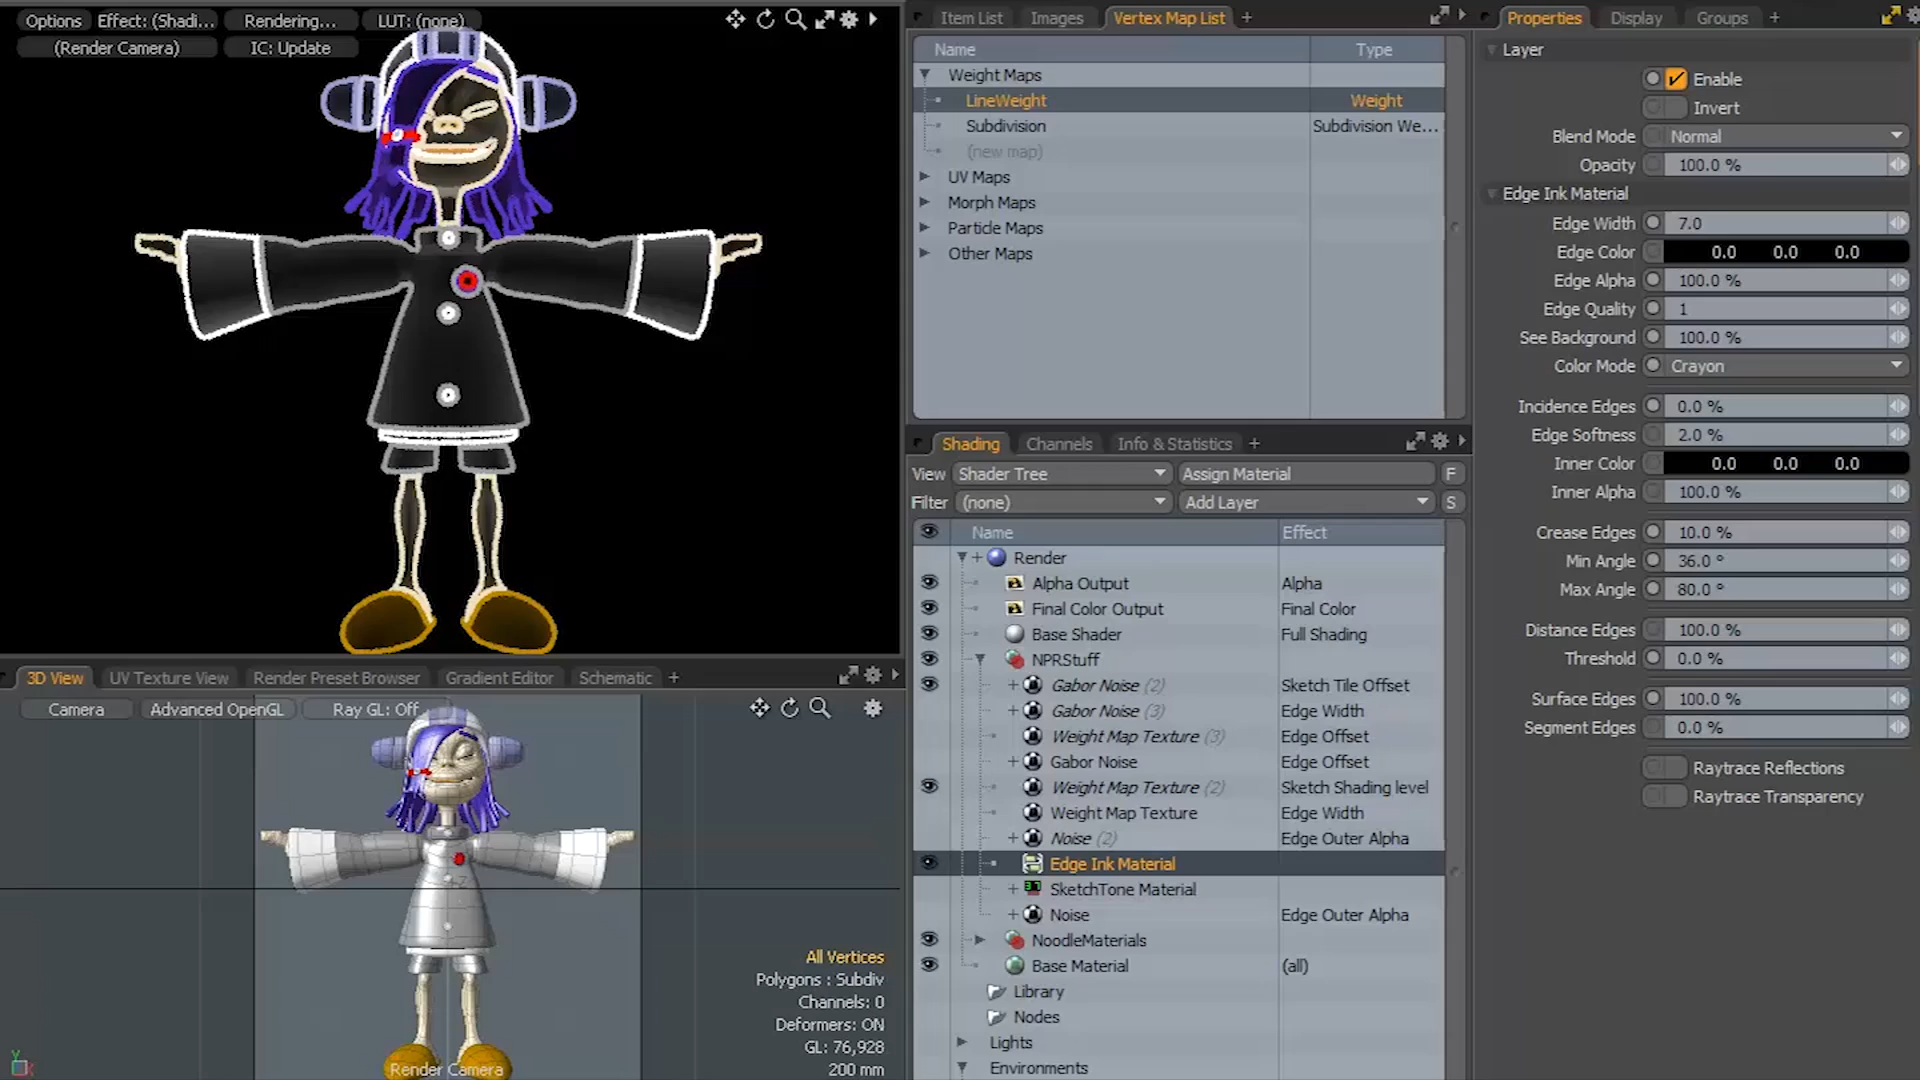 Options Effect: (Shadi... Rendering... LUT: (none)
(Render Camera) IC: Update
Item List Images Vertex Map List +
Name Type
Weight Maps
LineWeight Weight
Subdivision Subdivision We...
(new map)
UV Maps
Morph Maps
Particle Maps
Other Maps
Properties Display Groups +
Layer
Enable
Invert
Blend Mode Normal
Opacity 100.0 %
Edge Ink Material
Edge Width 7.0
Edge Color 0.0 0.0 0.0
Edge Alpha 100.0 %
Edge Quality 1
See Background 100.0 %
Color Mode Crayon
Incidence Edges 0.0 %
Edge Softness 2.0 %
Inner Color 0.0 0.0 0.0
Inner Alpha 100.0 %
Crease Edges 10.0 %
Min Angle 36.0 °
Max Angle 80.0 °
Distance Edges 100.0 %
Threshold 0.0 %
Surface Edges 100.0 %
Segment Edges 0.0 %
Raytrace Reflections
Raytrace Transparency
Shading Channels Info & Statistics +
View Shader Tree Assign Material F
Filter (none) Add Layer S
Name Effect
Render
Alpha Output Alpha
Final Color Output Final Color
Base Shader Full Shading
NPRStuff
Gabor Noise (2) Sketch Tile Offset
Gabor Noise (3) Edge Width
Weight Map Texture (3) Edge Offset
Gabor Noise Edge Offset
Weight Map Texture (2) Sketch Shading level
Weight Map Texture Edge Width
Noise (2) Edge Outer Alpha
Edge Ink Material
SketchTone Material
Noise Edge Outer Alpha
NoodleMaterials
Base Material (all)
Library
Nodes
Lights
Environments
3D View UV Texture View Render Preset Browser Gradient Editor Schematic +
Camera Advanced OpenGL Ray GL: Off
All Vertices
Polygons : Subdiv
Channels: 0
Deformers: ON
GL: 76,928
200 mm
Render Camera